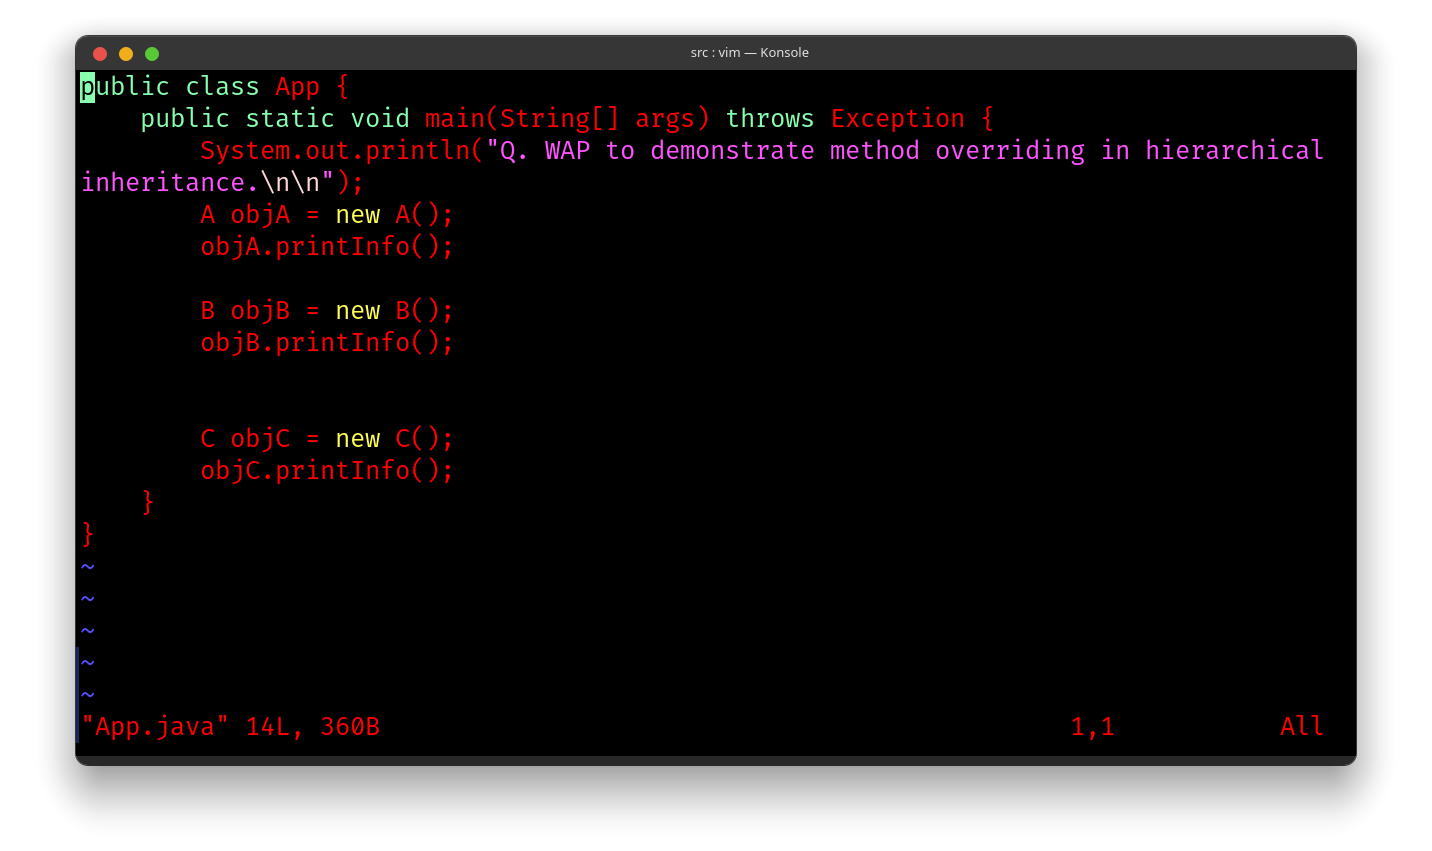 src : vim — Konsole
public class App {
    public static void main(String[] args) throws Exception {
        System.out.println("Q. WAP to demonstrate method overriding in hierarchical
inheritance.\n\n");
        A objA = new A();
        objA.printInfo();

        B objB = new B();
        objB.printInfo();


        C objC = new C();
        objC.printInfo();
    }
}
~
~
~
~
~
"App.java" 14L, 360B 1,1 All